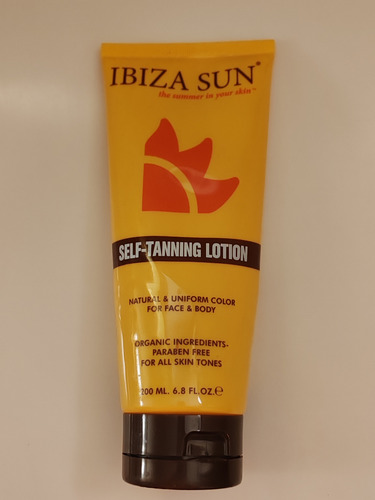 IBIZA SUN®
the summer in your skin™
SELF-TANNING LOTION
NATURAL & UNIFORM COLOR
FOR FACE & BODY
ORGANIC INGREDIENTS-
PARABEN FREE
FOR ALL SKIN TONES
200 ML. 6.8 FL.OZ.℮